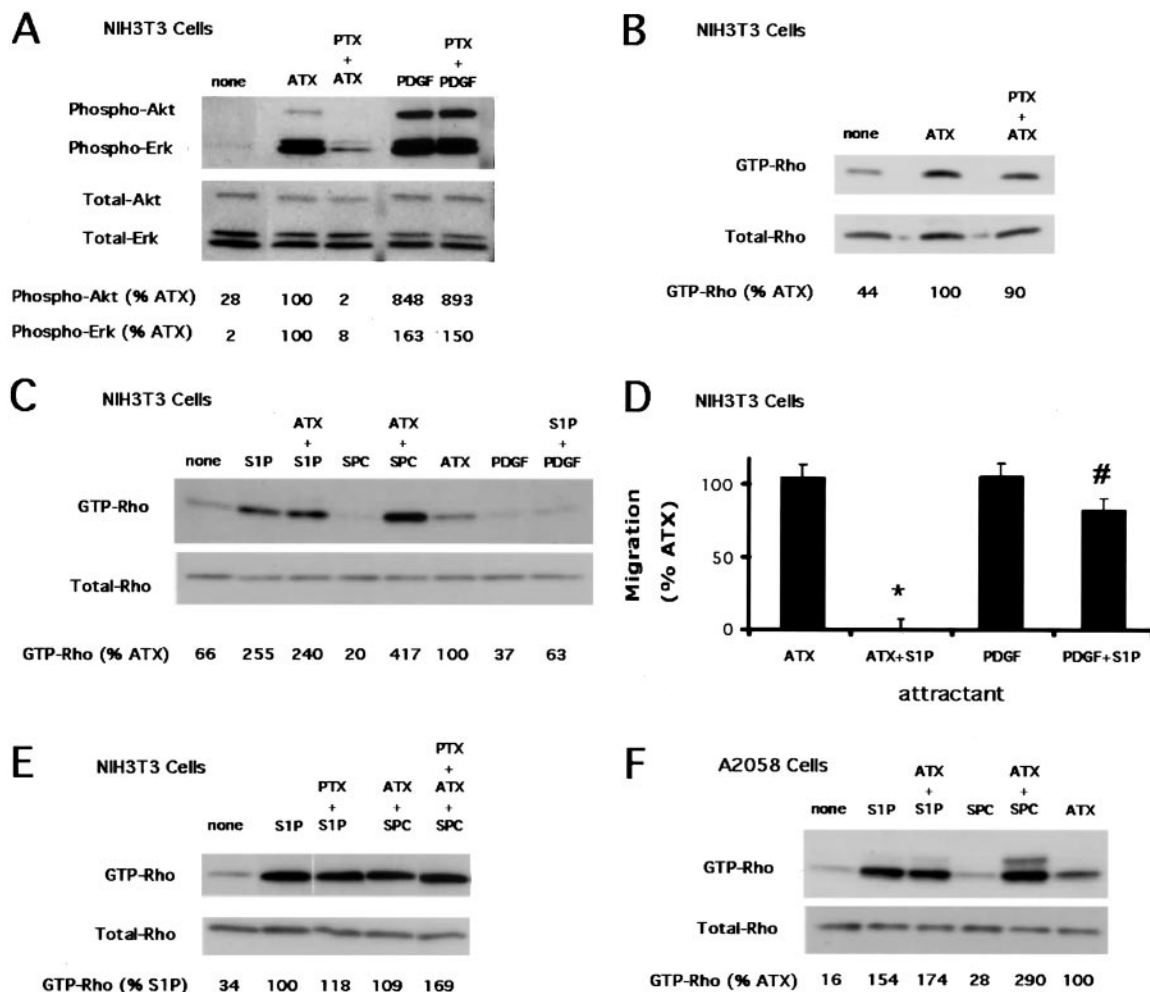 A
NIH3T3 Cells
PTX PTX
+ +
none ATX ATX PDGF PDGF
Phospho-Akt
Phospho-Erk
Total-Akt
Total-Erk
Phospho-Akt (% ATX) 28 100 2 848 893
Phospho-Erk (% ATX) 2 100 8 163 150
B
NIH3T3 Cells
PTX
+
none ATX ATX
GTP-Rho
Total-Rho
GTP-Rho (% ATX) 44 100 90
C
NIH3T3 Cells
ATX ATX S1P
+ + +
none S1P S1P SPC SPC ATX PDGF PDGF
GTP-Rho
Total-Rho
GTP-Rho (% ATX) 66 255 240 20 417 100 37 63
D
NIH3T3 Cells
Migration
(% ATX)
100
50
0
*
#
ATX ATX+S1P PDGF PDGF+S1P
attractant
E
NIH3T3 Cells
PTX
+
PTX ATX ATX
+ + +
none S1P S1P SPC SPC
GTP-Rho
Total-Rho
GTP-Rho (% S1P) 34 100 118 109 169
F
A2058 Cells
ATX ATX
+ +
none S1P S1P SPC SPC ATX
GTP-Rho
Total-Rho
GTP-Rho (% ATX) 16 154 174 28 290 100